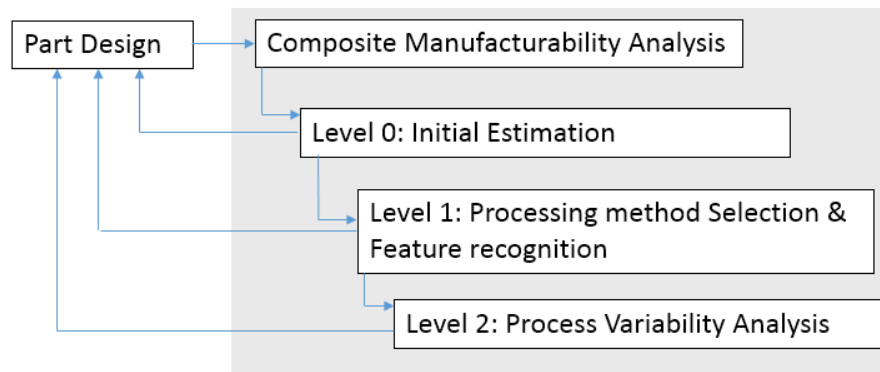 Part Design
Composite Manufacturability Analysis
Level 0: Initial Estimation
Level 1: Processing method Selection &
Feature recognition
Level 2: Process Variability Analysis